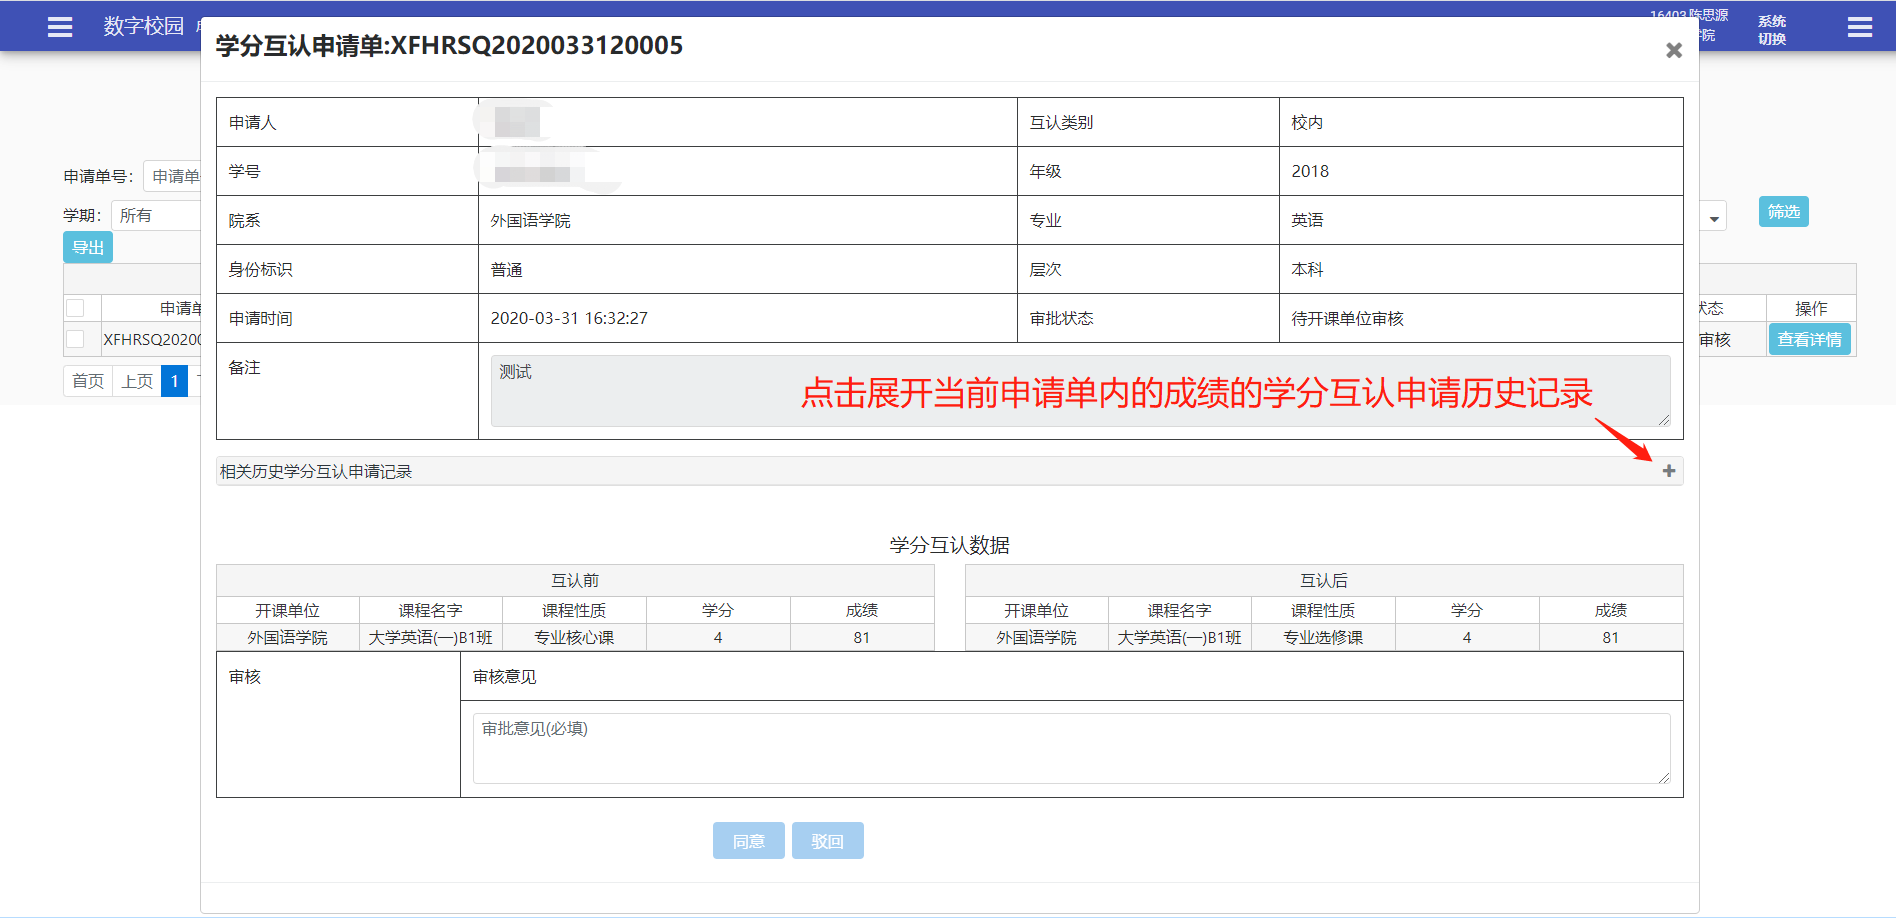 数字校园
16403 陈思源
学院
系统
切换
学分互认申请单:XFHRSQ2020033120005
申请人
互认类别
校内
学号
年级
2018
院系
外国语学院
专业
英语
身份标识
普通
层次
本科
申请时间
2020-03-31 16:32:27
审批状态
待开课单位审核
备注
测试
点击展开当前申请单内的成绩的学分互认申请历史记录
相关历史学分互认申请记录
学分互认数据
互认前
互认后
开课单位 课程名字 课程性质 学分 成绩
开课单位 课程名字 课程性质 学分 成绩
外国语学院 大学英语(一)B1班 专业核心课 4 81
外国语学院 大学英语(一)B1班 专业选修课 4 81
审核
审核意见
审批意见(必填)
同意
驳回
申请单号:
申请单
学期:
所有
筛选
导出
申请单
状态
操作
XFHRSQ2020
审核
查看详情
首页
上页
1